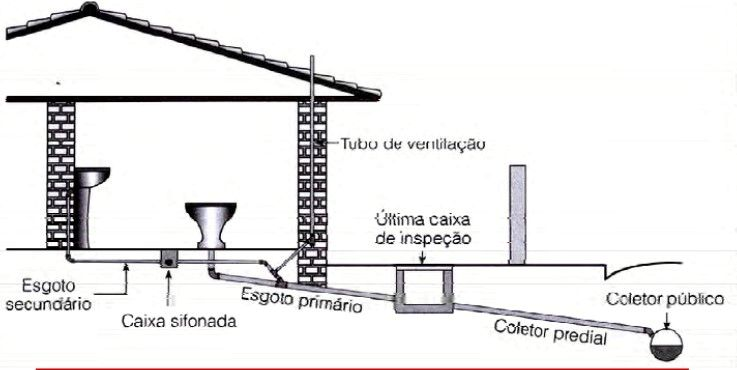 Tubo de ventilação
Última caixa
de inspeção
Esgoto
secundário
Caixa sifonada
Esgoto primário
Coletor público
Coletor predial